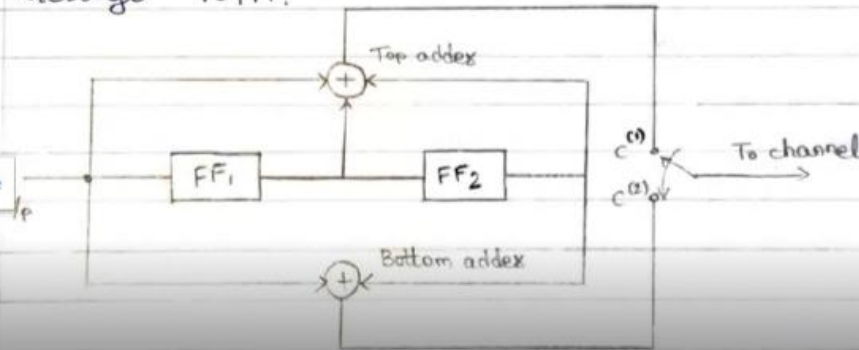 Top adder
+
C(1)
To channel
FF1
FF2
C(2)
I/p
Bottom adder
+